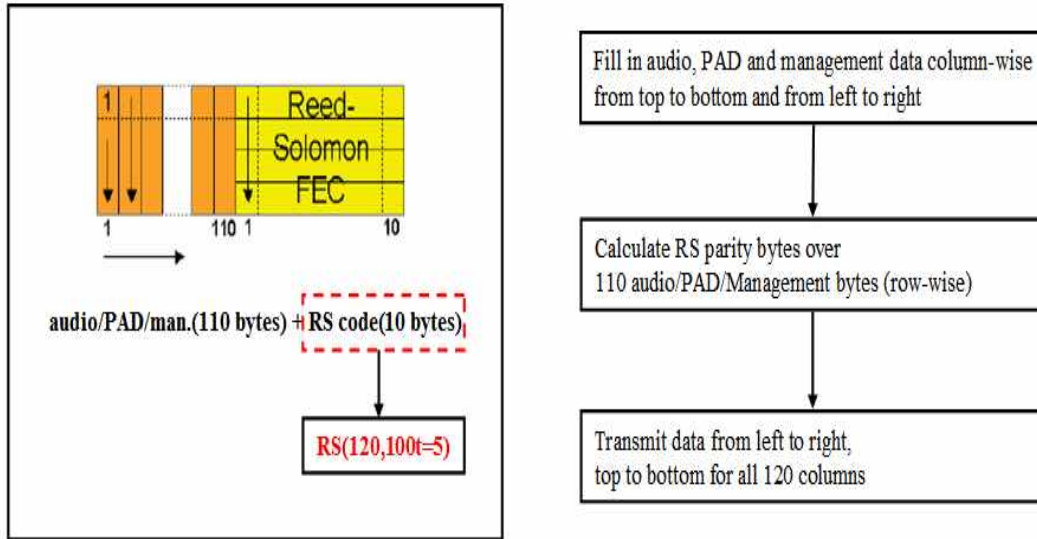 1
Reed-
Solomon
FEC
1
110
1
10
audio/PAD/man.(110 bytes) + RS code(10 bytes)
RS(120,100t=5)
Fill in audio, PAD and management data column-wise
from top to bottom and from left to right
Calculate RS parity bytes over
110 audio/PAD/Management bytes (row-wise)
Transmit data from left to right,
top to bottom for all 120 columns